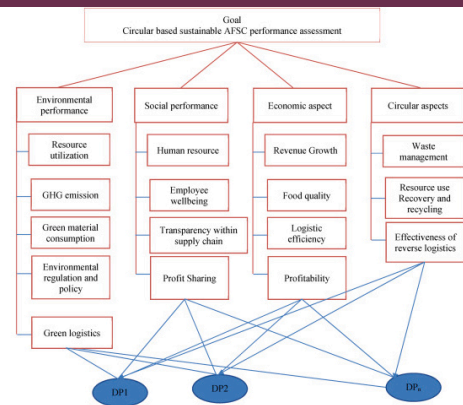 Goal
Circular based sustainable AFSC performance assessment
Environmental
performance
Social performance
Economic aspect
Circular aspects
Resource
utilization
GHG emission
Green material
consumption
Environmental
regulation and
policy
Green logistics
Human resource
Employee
wellbeing
Transparency within
supply chain
Profit Sharing
Revenue Growth
Food quality
Logistic
efficiency
Profitability
Waste
management
Resource use
Recovery and
recycling
Effectiveness of
reverse logistics
DP1
DP2
DPn